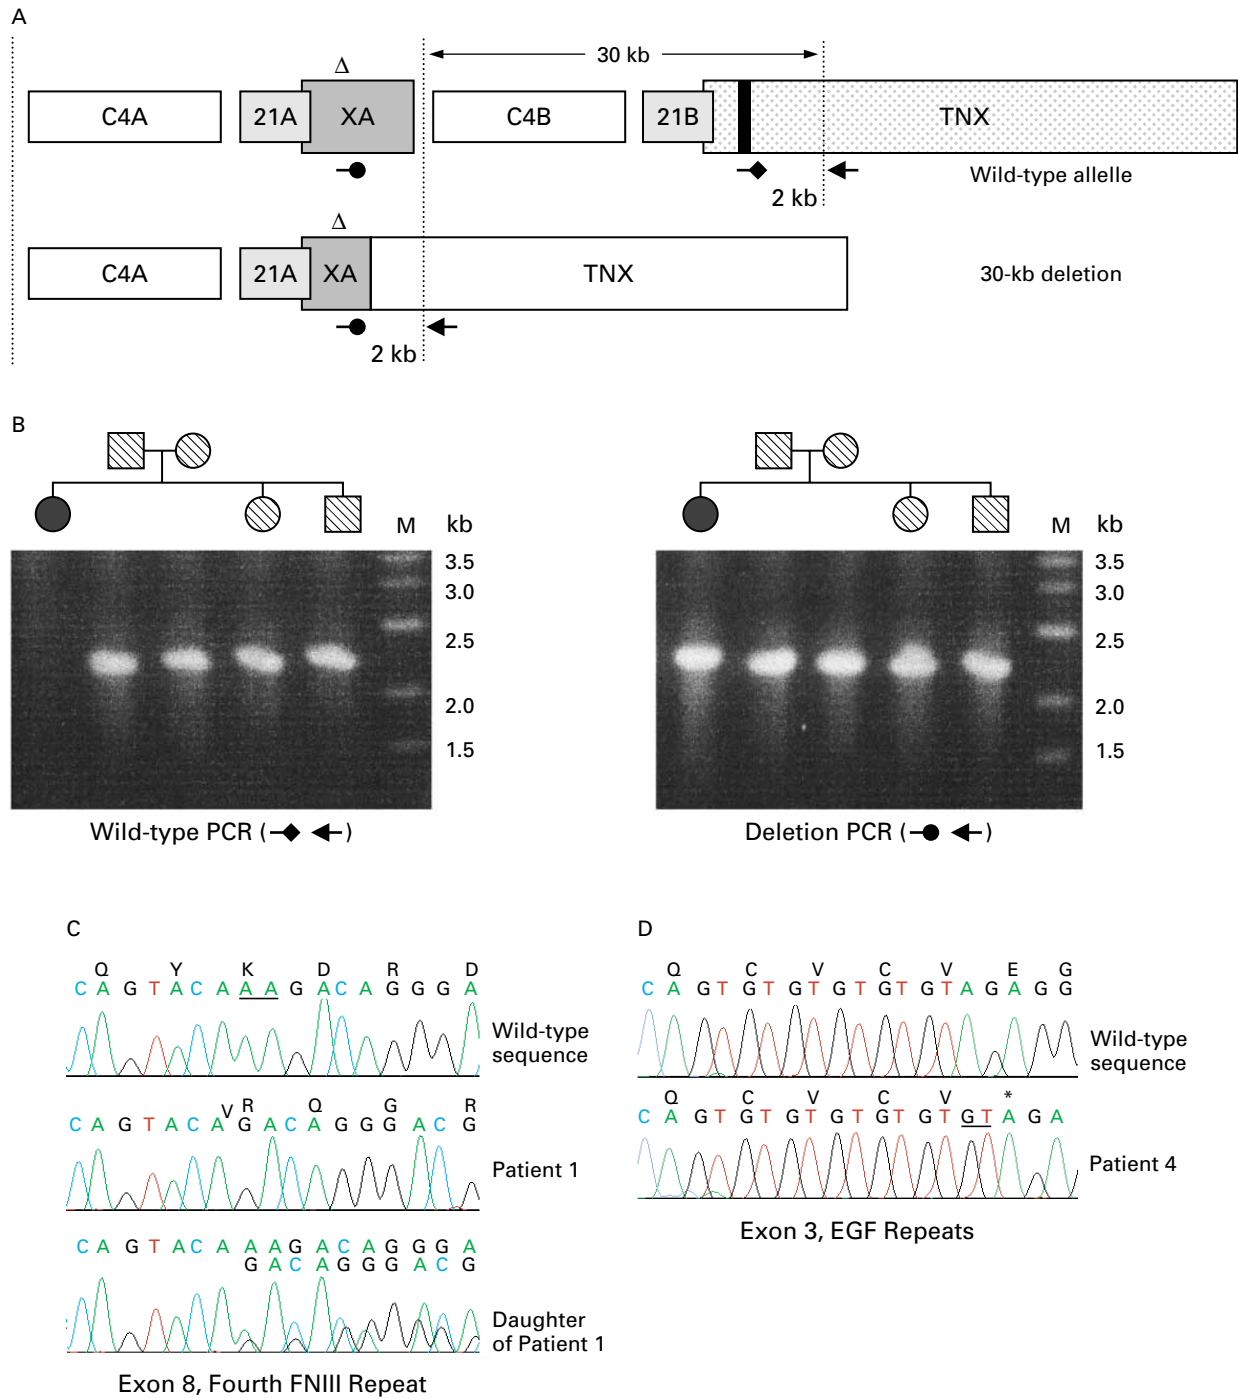 A
Δ
30 kb
C4A 21A XA C4B 21B TNX
2 kb
Wild-type allele
Δ
C4A 21A XA TNX
30-kb deletion
2 kb
B
M kb
3.5
3.0
2.5
2.0
1.5
Wild-type PCR ( )
M kb
3.5
3.0
2.5
2.0
1.5
Deletion PCR ( )
C
Q Y K D R D
C A G T A C A A A G A C A G G G A
Wild-type
sequence
V R Q G R
C A G T A C A G A C A G G G A C G
Patient 1
C A G T A C A A A G A C A G G G A
G A C A G G G A C G
Daughter
of Patient 1
Exon 8, Fourth FNIII Repeat
D
Q C V C V E G
C A G T G T G T G T G T A G A G G
Wild-type
sequence
Q C V C V *
C A G T G T G T G T G T G T A G A
Patient 4
Exon 3, EGF Repeats